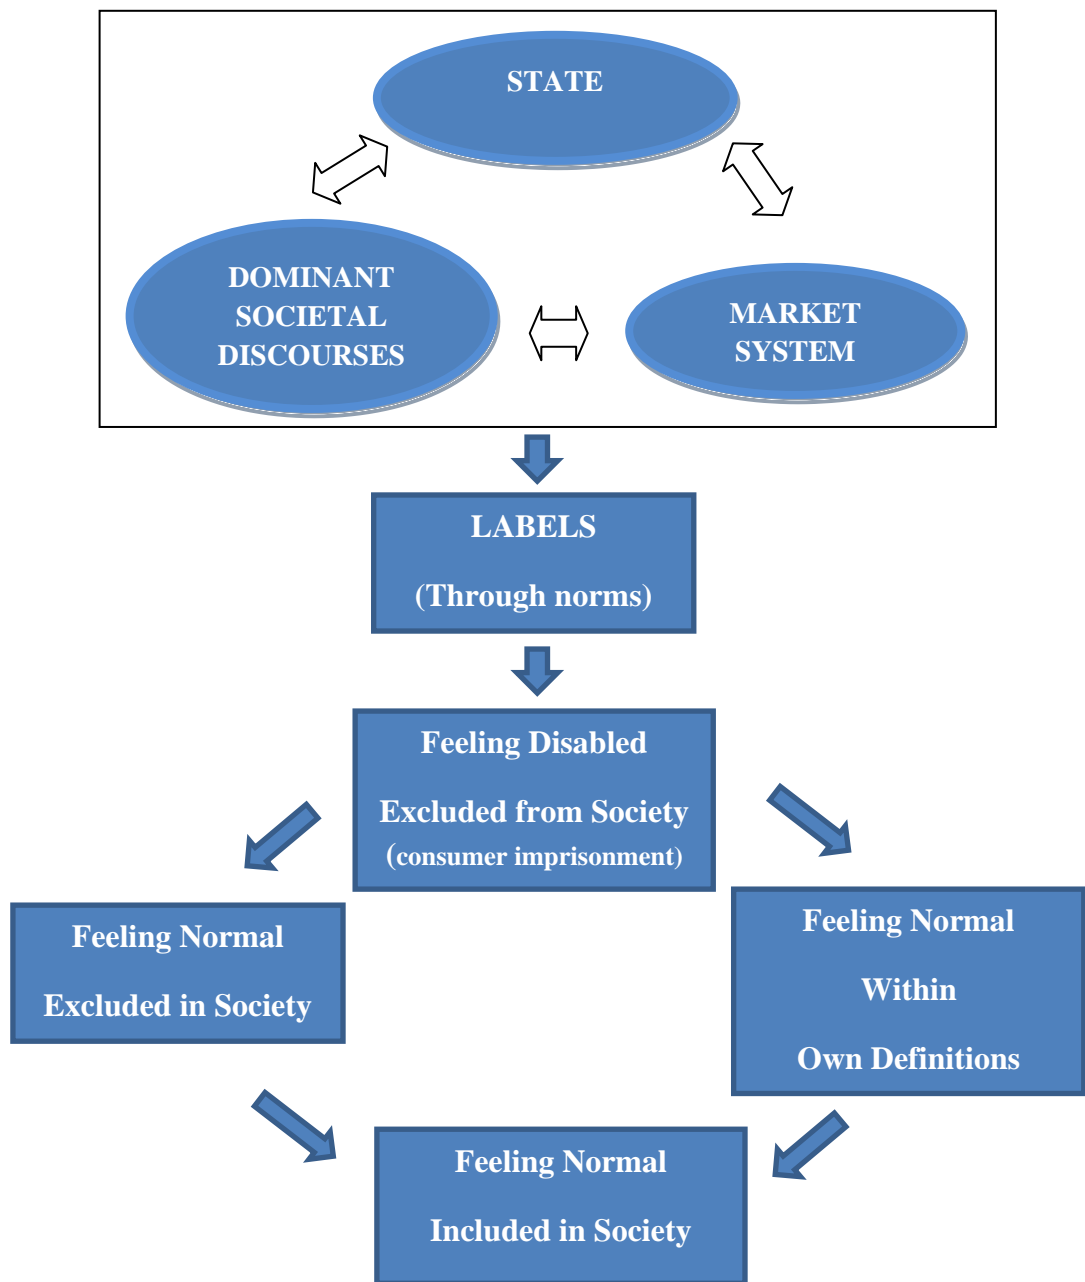 STATE
DOMINANT
SOCIETAL
DISCOURSES
MARKET
SYSTEM
LABELS
(Through norms)
Feeling Disabled
Excluded from Society
(consumer imprisonment)
Feeling Normal
Excluded in Society
Feeling Normal
Within
Own Definitions
Feeling Normal
Included in Society